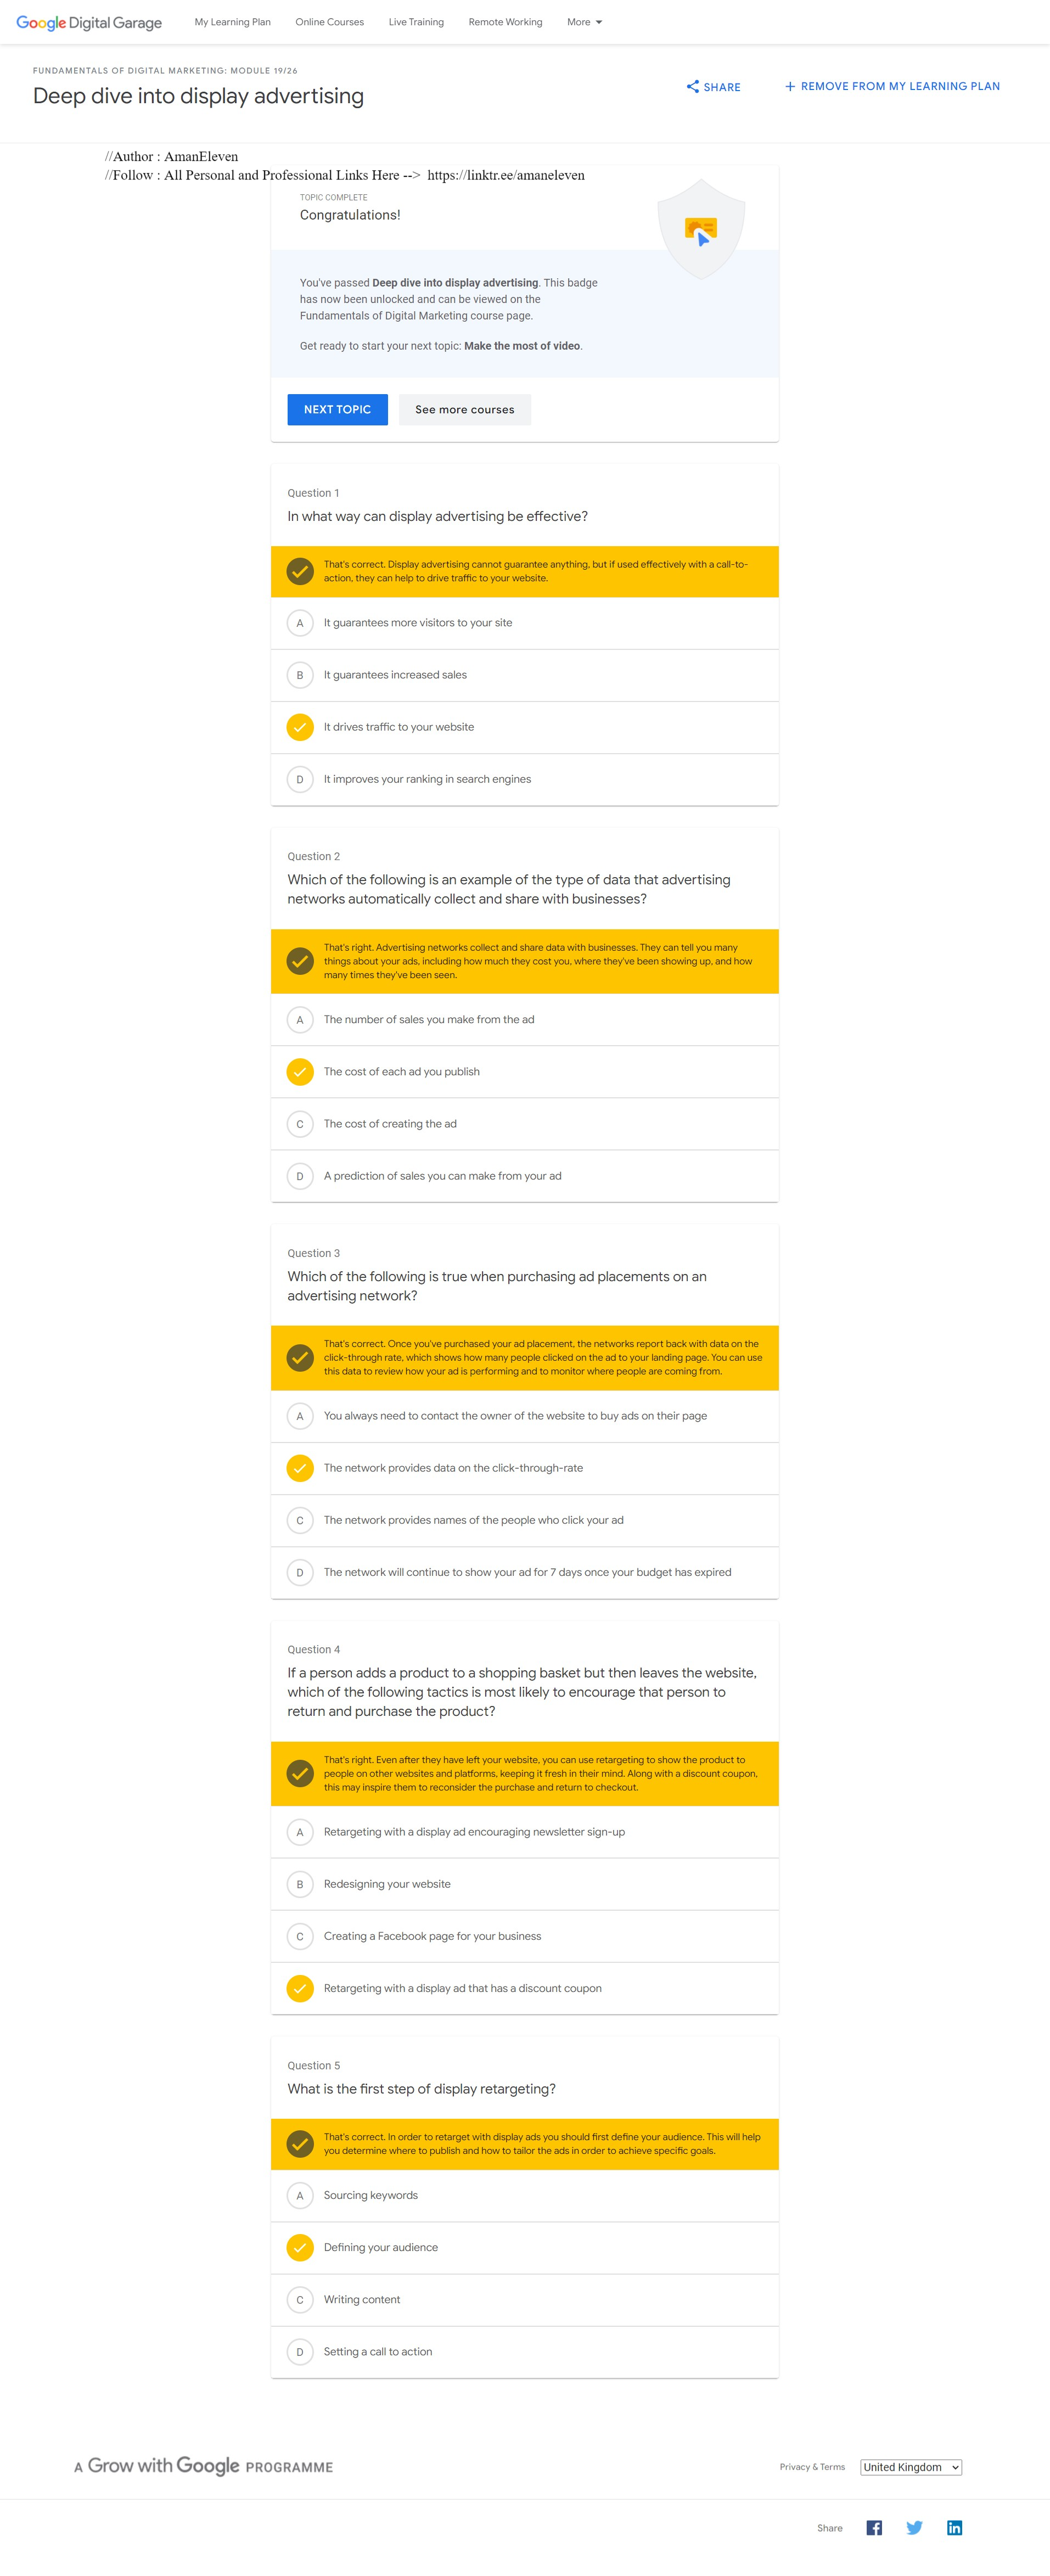 Google Digital Garage My Learning Plan Online Courses Live Training Remote Working More
FUNDAMENTALS OF DIGITAL MARKETING: MODULE 19/26
Deep dive into display advertising
SHARE
+ REMOVE FROM MY LEARNING PLAN
//Author : AmanEleven
//Follow : All Personal and Professional Links Here --> https://linktr.ee/amaneleven
TOPIC COMPLETE
Congratulations!
You've passed Deep dive into display advertising. This badge
has now been unlocked and can be viewed on the
Fundamentals of Digital Marketing course page.
Get ready to start your next topic: Make the most of video.
NEXT TOPIC See more courses
Question 1
In what way can display advertising be effective?
That's correct. Display advertising cannot guarantee anything, but if used effectively with a call-to-
action, they can help to drive traffic to your website.
A It guarantees more visitors to your site
B It guarantees increased sales
It drives traffic to your website
D It improves your ranking in search engines
Question 2
Which of the following is an example of the type of data that advertising
networks automatically collect and share with businesses?
That's right. Advertising networks collect and share data with businesses. They can tell you many
things about your ads, including how much they cost you, where they've been showing up, and how
many times they've been seen.
A The number of sales you make from the ad
The cost of each ad you publish
C The cost of creating the ad
D A prediction of sales you can make from your ad
Question 3
Which of the following is true when purchasing ad placements on an
advertising network?
That's correct. Once you've purchased your ad placement, the networks report back with data on the
click-through rate, which shows how many people clicked on the ad to your landing page. You can use
this data to review how your ad is performing and to monitor where people are coming from.
A You always need to contact the owner of the website to buy ads on their page
The network provides data on the click-through-rate
C The network provides names of the people who click your ad
D The network will continue to show your ad for 7 days once your budget has expired
Question 4
If a person adds a product to a shopping basket but then leaves the website,
which of the following tactics is most likely to encourage that person to
return and purchase the product?
That's right. Even after they have left your website, you can use retargeting to show the product to
people on other websites and platforms, keeping it fresh in their mind. Along with a discount coupon,
this may inspire them to reconsider the purchase and return to checkout.
A Retargeting with a display ad encouraging newsletter sign-up
B Redesigning your website
C Creating a Facebook page for your business
Retargeting with a display ad that has a discount coupon
Question 5
What is the first step of display retargeting?
That's correct. In order to retarget with display ads you should first define your audience. This will help
you determine where to publish and how to tailor the ads in order to achieve specific goals.
A Sourcing keywords
Defining your audience
C Writing content
D Setting a call to action
A Grow with Google PROGRAMME
Privacy & Terms United Kingdom
Share